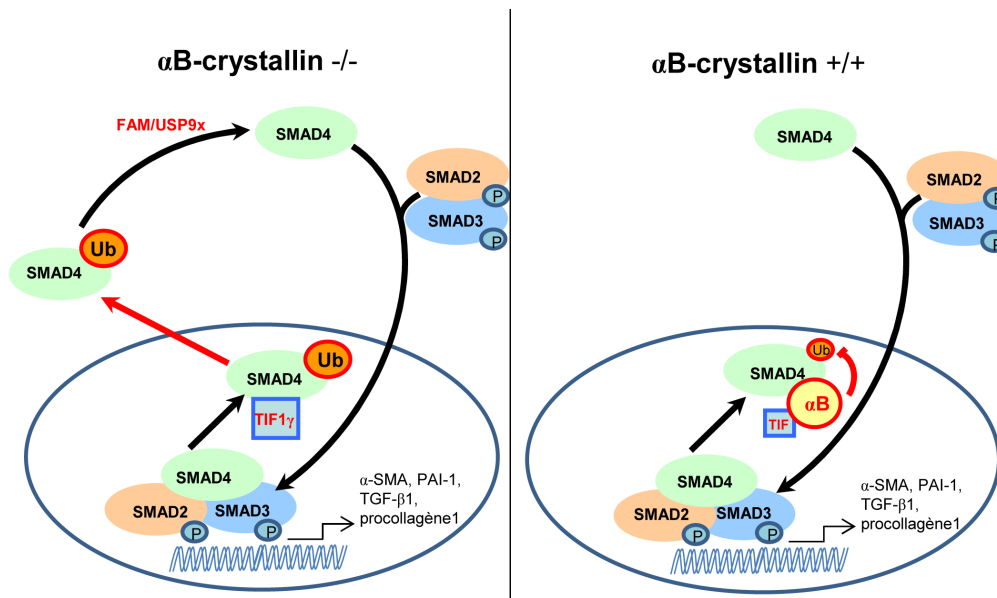 αB-crystallin -/-
FAM/USP9x
SMAD4
SMAD2
P
SMAD3
P
Ub
SMAD4
Ub
SMAD4
TIF1γ
SMAD4
SMAD2
SMAD3
P
P
α-SMA, PAI-1,
TGF-β1,
procollagène1
αB-crystallin +/+
SMAD4
SMAD2
P
SMAD3
P
Ub
SMAD4
αB
TIF
SMAD4
SMAD2
SMAD3
P
P
α-SMA, PAI-1,
TGF-β1,
procollagène1